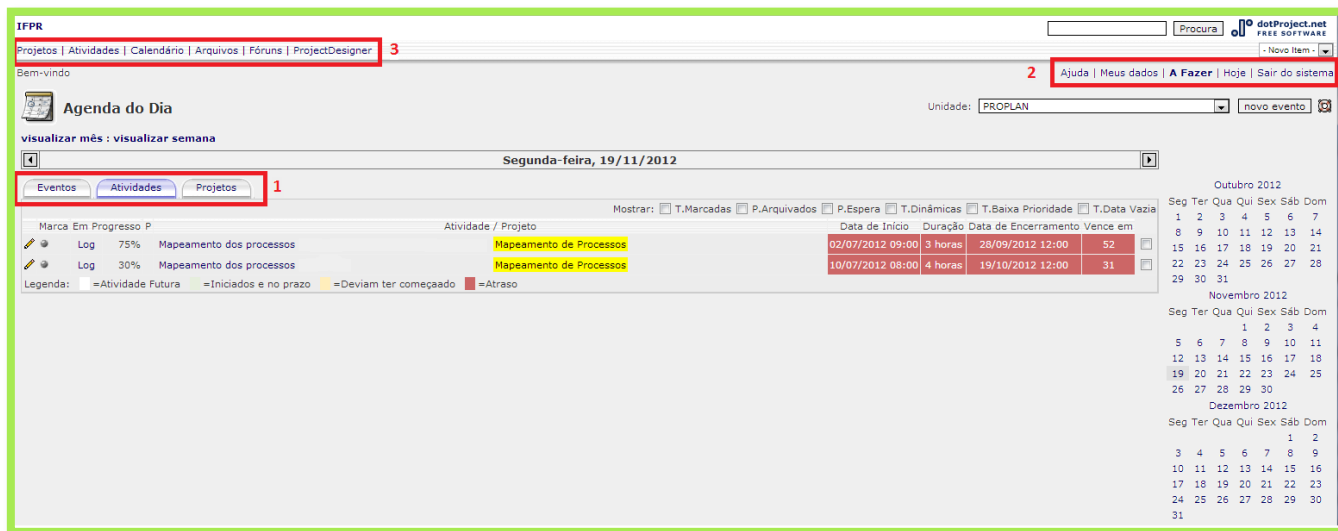 IFPR
Procura
dotProject.net
FREE SOFTWARE
Projetos | Atividades | Calendário | Arquivos | Fóruns | ProjectDesigner 3
- Novo Item -
Bem-vindo
2 Ajuda | Meus dados | A Fazer | Hoje | Sair do sistema
Agenda do Dia
Unidade: PROPLAN novo evento
visualizar mês : visualizar semana
Segunda-feira, 19/11/2012
Eventos Atividades Projetos 1
Mostrar: T.Marcadas P.Arquivados P.Espera T.Dinâmicas T.Baixa Prioridade T.Data Vazia
Marca Em Progresso P Atividade / Projeto Data de Início Duração Data de Encerramento Vence em
Log 75% Mapeamento dos processos Mapeamento de Processos 02/07/2012 09:00 3 horas 28/09/2012 12:00 52
Log 30% Mapeamento dos processos Mapeamento de Processos 10/07/2012 08:00 4 horas 19/10/2012 12:00 31
Legenda: =Atividade Futura =Iniciados e no prazo =Deviam ter começaado =Atraso
Outubro 2012
Seg Ter Qua Qui Sex Sáb Dom
1 2 3 4 5 6 7
8 9 10 11 12 13 14
15 16 17 18 19 20 21
22 23 24 25 26 27 28
29 30 31
Novembro 2012
Seg Ter Qua Qui Sex Sáb Dom
1 2 3 4
5 6 7 8 9 10 11
12 13 14 15 16 17 18
19 20 21 22 23 24 25
26 27 28 29 30
Dezembro 2012
Seg Ter Qua Qui Sex Sáb Dom
1 2
3 4 5 6 7 8 9
10 11 12 13 14 15 16
17 18 19 20 21 22 23
24 25 26 27 28 29 30
31